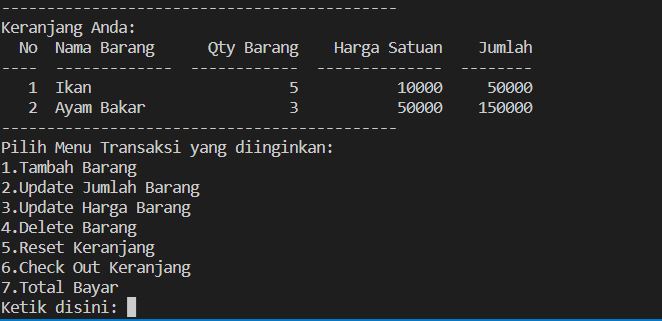 --------------------------------------------
Keranjang Anda:
  No  Nama Barang      Qty Barang    Harga Satuan    Jumlah
----  -------------  ------------  --------------  --------
   1  Ikan                      5           10000     50000
   2  Ayam Bakar                3           50000    150000
--------------------------------------------
Pilih Menu Transaksi yang diinginkan:
1.Tambah Barang
2.Update Jumlah Barang
3.Update Harga Barang
4.Delete Barang
5.Reset Keranjang
6.Check Out Keranjang
7.Total Bayar
Ketik disini: